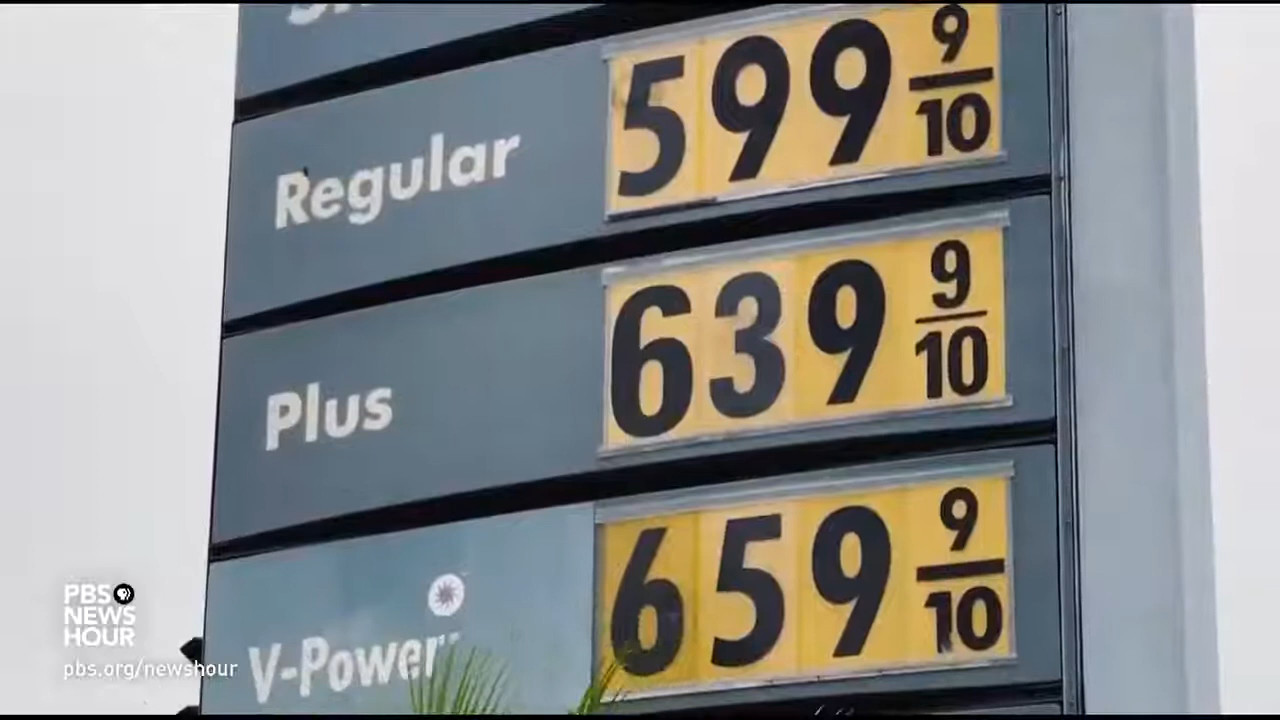 Regular 599 9/10
Plus 639 9/10
V-Power 659 9/10
PBS
NEWS
HOUR
pbs.org/newshour